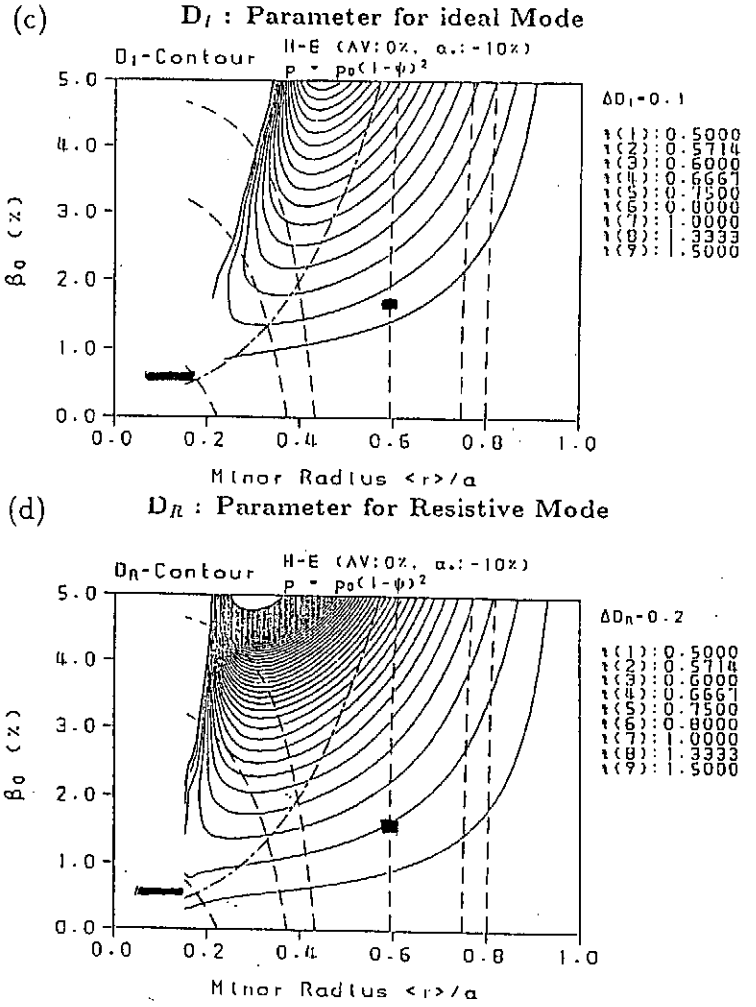 (c) D_I : Parameter for ideal Mode
D_I-Contour H-E (AV:0%, α*:-10%)
p = p₀(1-ψ)²
5.0
4.0
3.0
2.0
1.0
0.0
β₀ (%)
0.0 0.2 0.4 0.6 0.8 1.0
Minor Radius <r>/a
ΔD_I=0.1
ι(1):0.5000
ι(2):0.5714
ι(3):0.6000
ι(4):0.6667
ι(5):0.7500
ι(6):0.8000
ι(7):1.0000
ι(8):1.3333
ι(9):1.5000
(d) D_R : Parameter for Resistive Mode
D_R-Contour H-E (AV:0%, α*:-10%)
p = p₀(1-ψ)²
5.0
4.0
3.0
2.0
1.0
0.0
β₀ (%)
0.0 0.2 0.4 0.6 0.8 1.0
Minor Radius <r>/a
ΔD_R=0.2
ι(1):0.5000
ι(2):0.5714
ι(3):0.6000
ι(4):0.6667
ι(5):0.7500
ι(6):0.8000
ι(7):1.0000
ι(8):1.3333
ι(9):1.5000